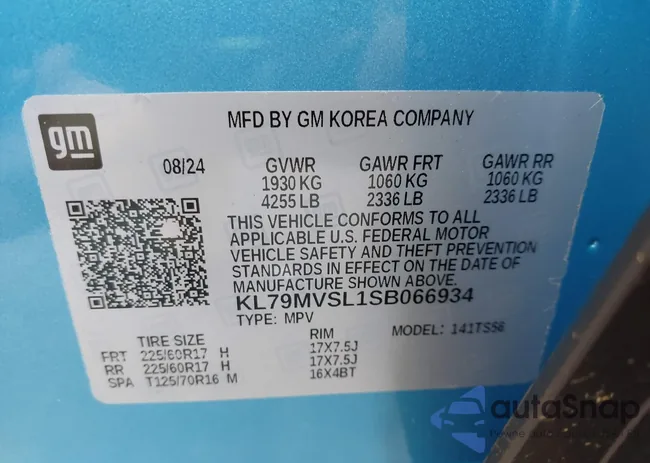 gm
MFD BY GM KOREA COMPANY
08/24 GVWR GAWR FRT GAWR RR
1930 KG 1060 KG 1060 KG
4255 LB 2336 LB 2336 LB
THIS VEHICLE CONFORMS TO ALL
APPLICABLE U.S. FEDERAL MOTOR
VEHICLE SAFETY AND THEFT PREVENTION
STANDARDS IN EFFECT ON THE DATE OF
MANUFACTURE SHOWN ABOVE.
KL79MVSL1SB066934
TYPE: MPV MODEL: 141TS56
TIRE SIZE RIM
FRT 225/60R17 H 17X7.5J
RR 225/60R17 H 17X7.5J
SPA T125/70R16 M 16X4BT
autoSnap